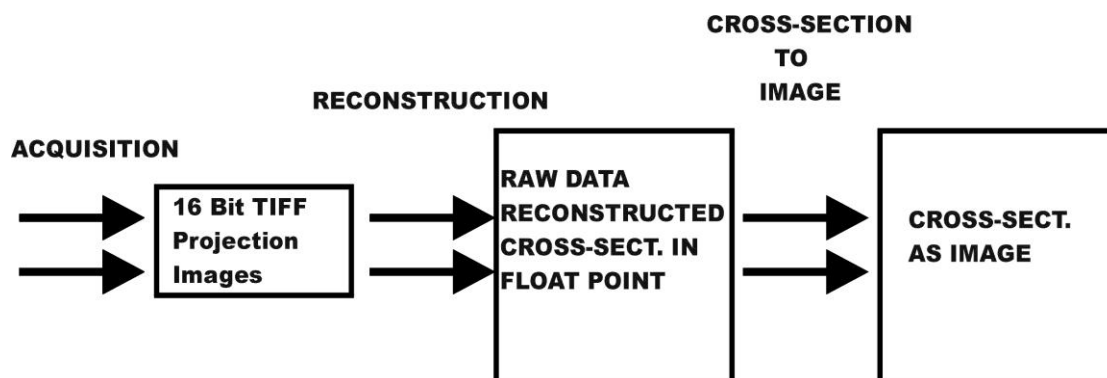 ACQUISITION
16 Bit TIFF
Projection
Images
RECONSTRUCTION
RAW DATA
RECONSTRUCTED
CROSS-SECT. IN
FLOAT POINT
CROSS-SECTION
TO
IMAGE
CROSS-SECT.
AS IMAGE